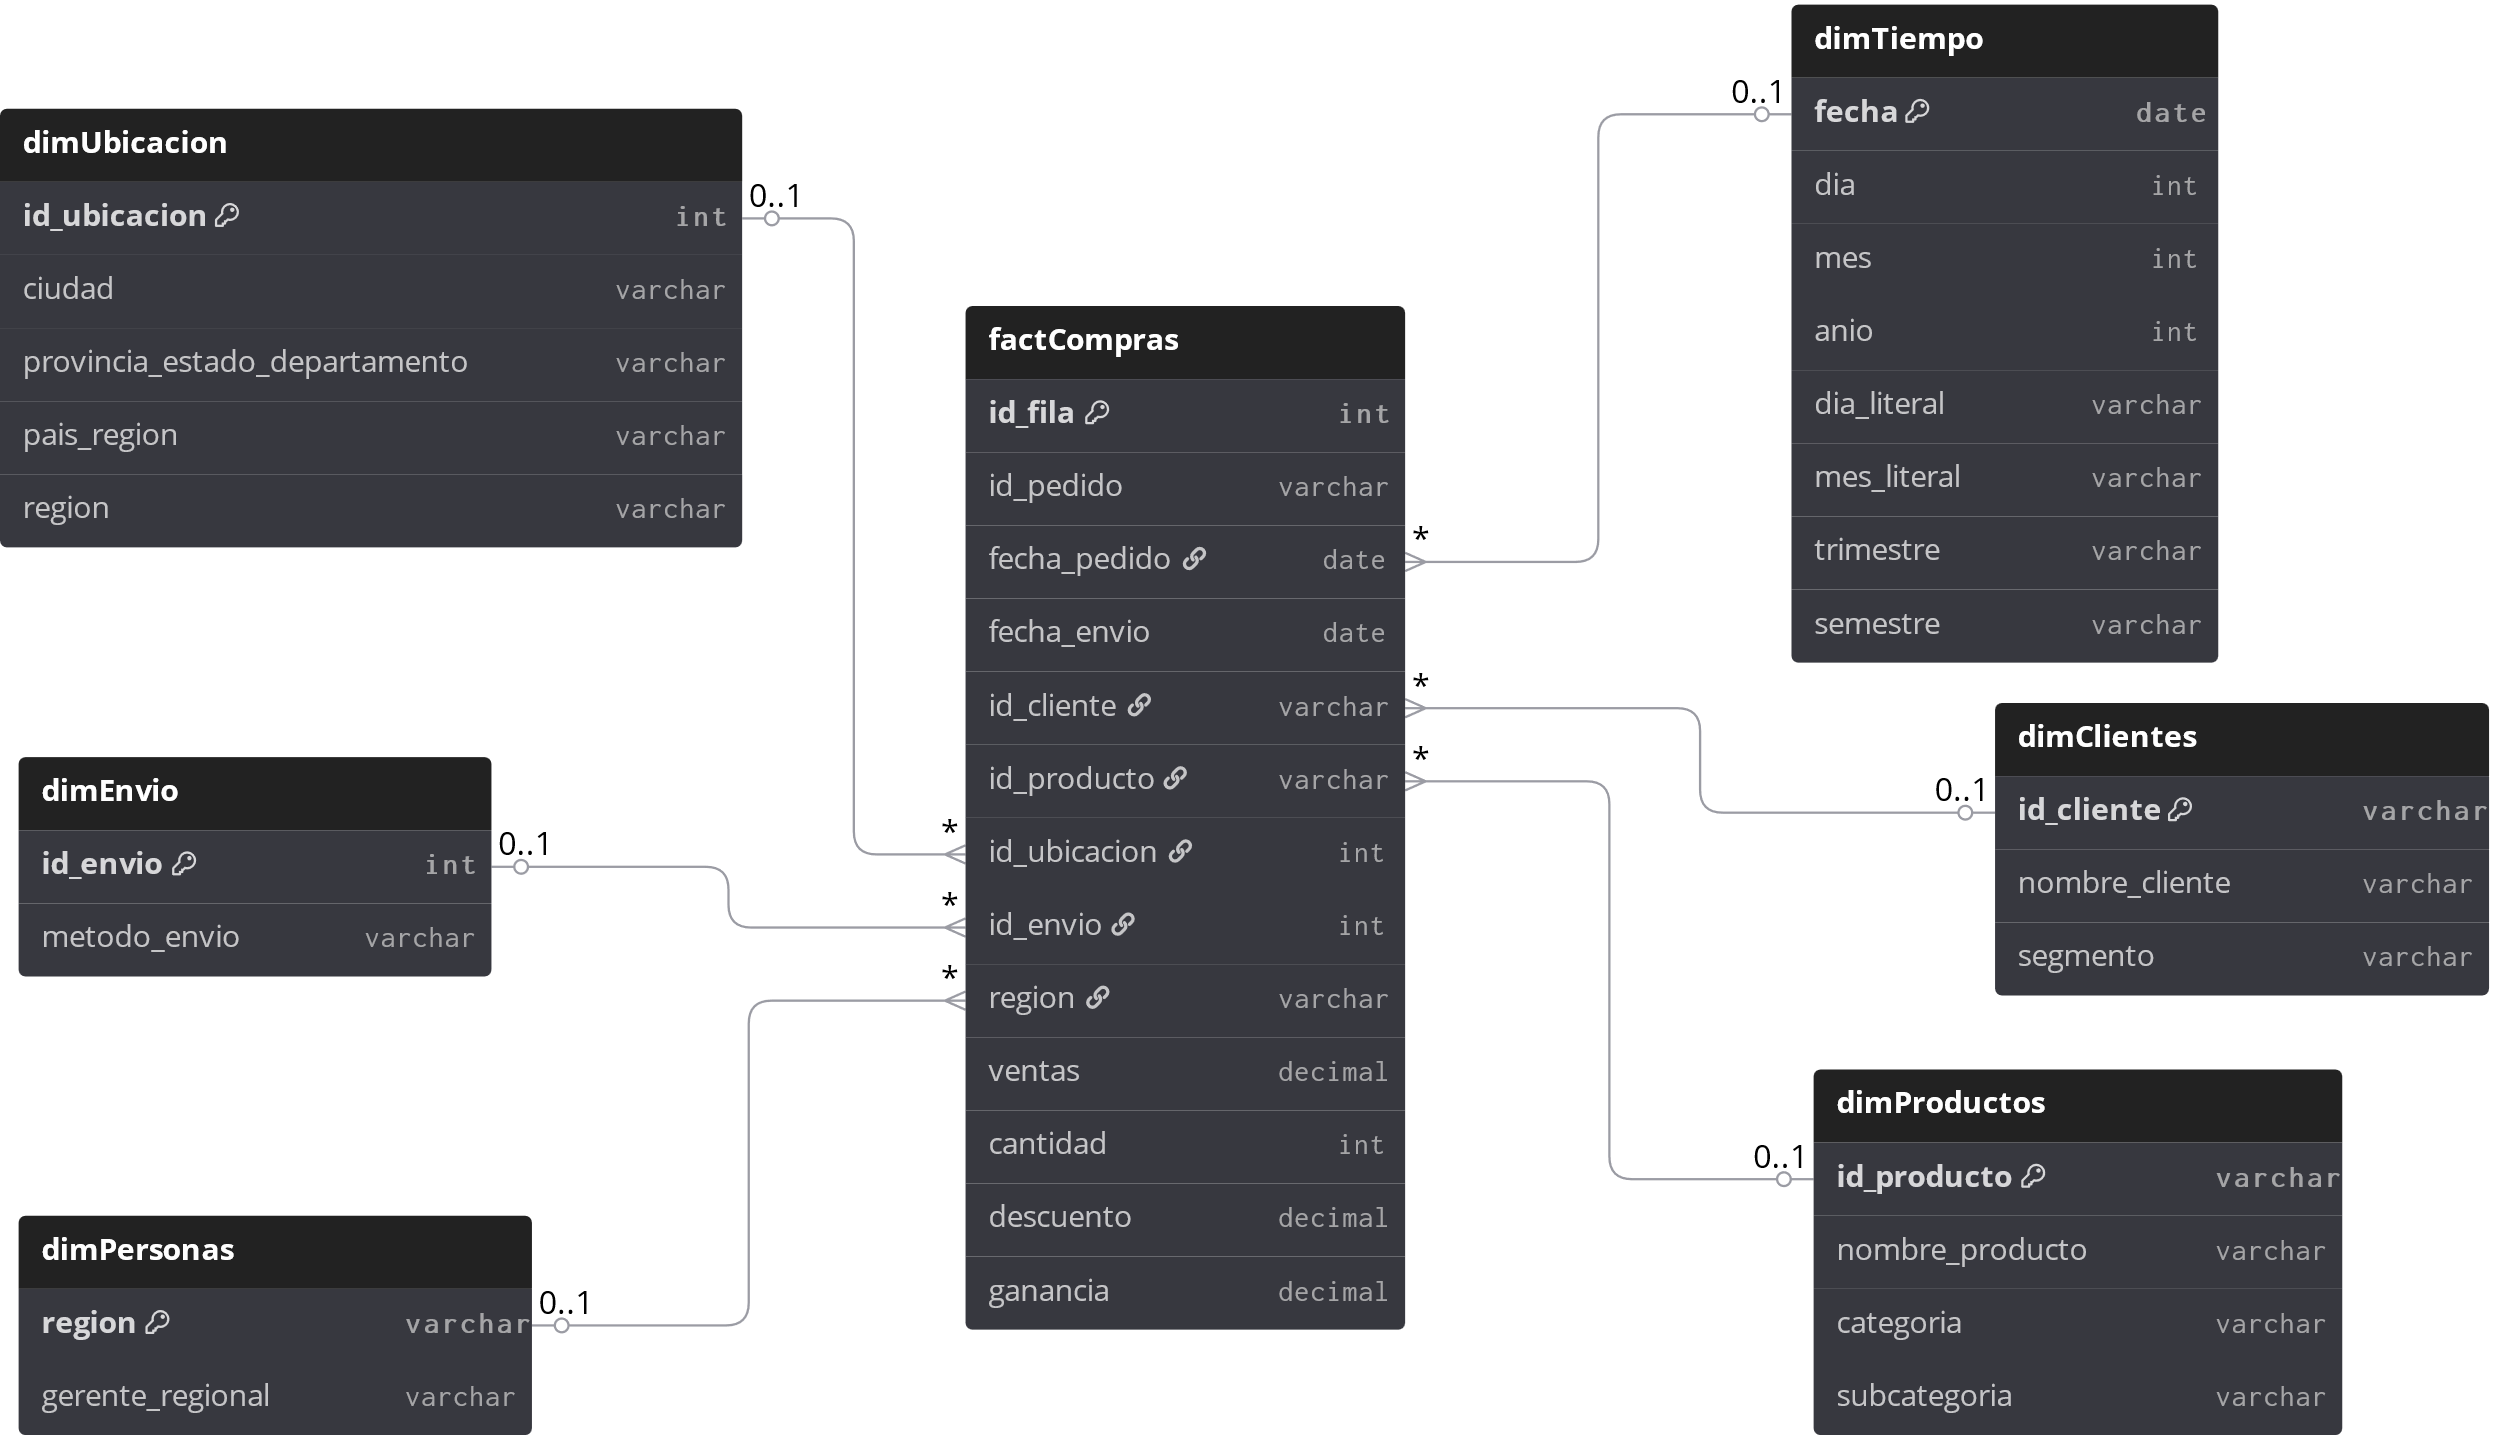 dimUbicacion
id_ubicacion int
ciudad varchar
provincia_estado_departamento varchar
pais_region varchar
region varchar
0..1
*
dimEnvio
id_envio int
metodo_envio varchar
0..1
*
dimPersonas
region varchar
gerente_regional varchar
0..1
*
factCompras
id_fila int
id_pedido varchar
fecha_pedido date
fecha_envio date
id_cliente varchar
id_producto varchar
id_ubicacion int
id_envio int
region varchar
ventas decimal
cantidad int
descuento decimal
ganancia decimal
*
0..1
dimTiempo
fecha date
dia int
mes int
anio int
dia_literal varchar
mes_literal varchar
trimestre varchar
semestre varchar
*
0..1
dimClientes
id_cliente varchar
nombre_cliente varchar
segmento varchar
*
0..1
dimProductos
id_producto varchar
nombre_producto varchar
categoria varchar
subcategoria varchar